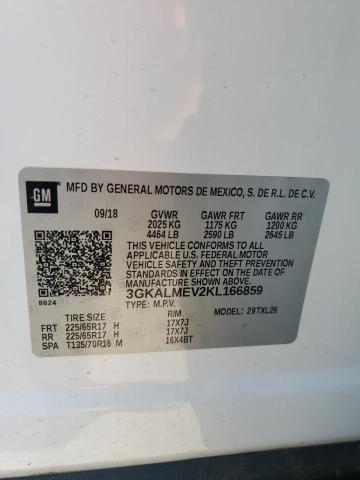 GM
MFD BY GENERAL MOTORS DE MEXICO, S. DE R.L. DE C.V.
09/18 GVWR GAWR FRT GAWR RR
2025 KG 1175 KG 1200 KG
4464 LB 2590 LB 2645 LB
THIS VEHICLE CONFORMS TO ALL
APPLICABLE U.S. FEDERAL MOTOR
VEHICLE SAFETY STANDARDS IN
EFFECT ON THE DATE OF
MANUFACTURE SHOWN ABOVE.
3GKALMEV2KL166859
8624 TYPE: M.P.V. MODEL: 29TXL26
TIRE SIZE RIM
FRT 225/65R17 H 17X7J
RR 225/65R17 H 17X7J
SPA T135/70R16 M 16X4BT